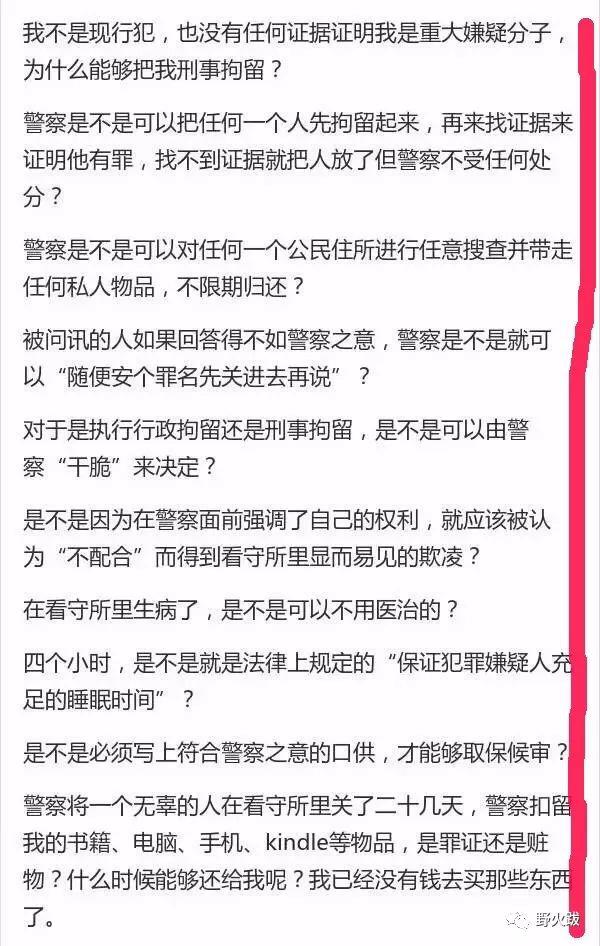 我不是现行犯，也没有任何证据证明我是重大嫌疑分子，
为什么能够把我刑事拘留？
警察是不是可以把任何一个人先拘留起来，再来找证据来
证明他有罪，找不到证据就把人放了但警察不受任何处
分？
警察是不是可以对任何一个公民住所进行任意搜查并带走
任何私人物品，不限期归还？
被问讯的人如果回答得不如警察之意，警察是不是就可
以“随便安个罪名先关进去再说”？
对于是执行行政拘留还是刑事拘留，是不是可以由警
察“干脆”来决定？
是不是因为在警察面前强调了自己的权利，就应该被认
为“不配合”而得到看守所里显而易见的欺凌？
在看守所里生病了，是不是可以不用医治的？
四个小时，是不是就是法律上规定的“保证犯罪嫌疑人充
足的睡眠时间”？
是不是必须写上符合警察之意的口供，才能够取保候审？
警察将一个无辜的人在看守所里关了二十几天，警察扣留
我的书籍、电脑、手机、kindle等物品，是罪证还是赃
物？什么时候能够还给我呢？我已经没有钱去买那些东西
了。
野火跋